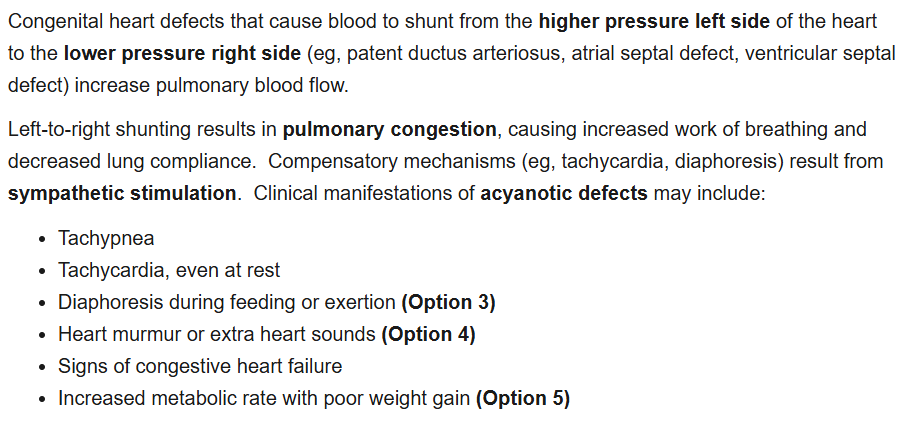 Congenital heart defects that cause blood to shunt from the higher pressure left side of the heart
to the lower pressure right side (eg, patent ductus arteriosus, atrial septal defect, ventricular septal
defect) increase pulmonary blood flow.
Left-to-right shunting results in pulmonary congestion, causing increased work of breathing and
decreased lung compliance.  Compensatory mechanisms (eg, tachycardia, diaphoresis) result from
sympathetic stimulation.  Clinical manifestations of acyanotic defects may include:
• Tachypnea
• Tachycardia, even at rest
• Diaphoresis during feeding or exertion (Option 3)
• Heart murmur or extra heart sounds (Option 4)
• Signs of congestive heart failure
• Increased metabolic rate with poor weight gain (Option 5)